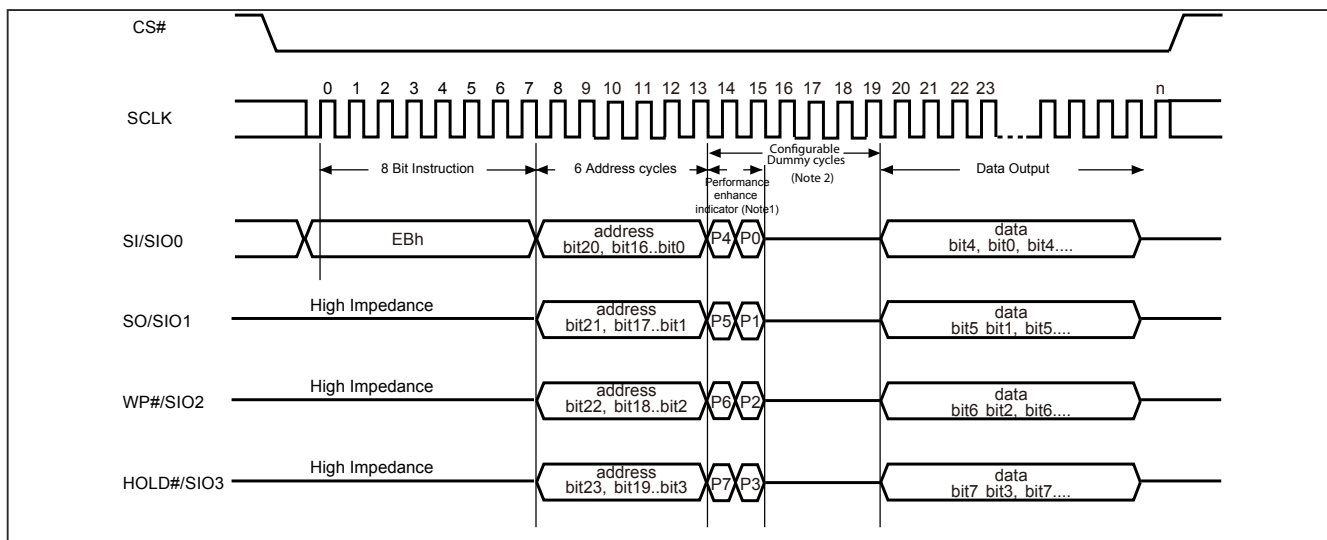 CS#
0 1 2 3 4 5 6 7 8 9 10 11 12 13 14 15 16 17 18 19 20 21 22 23 n
SCLK
Configurable
Dummy cycles
(Note 2)
8 Bit Instruction
6 Address cycles
Data Output
Performance
enhance
indicator (Note1)
SI/SIO0
EBh
address
bit20, bit16..bit0
P4 P0
data
bit4, bit0, bit4....
SO/SIO1
High Impedance
address
bit21, bit17..bit1
P5 P1
data
bit5 bit1, bit5....
WP#/SIO2
High Impedance
address
bit22, bit18..bit2
P6 P2
data
bit6 bit2, bit6....
HOLD#/SIO3
High Impedance
address
bit23, bit19..bit3
P7 P3
data
bit7 bit3, bit7....